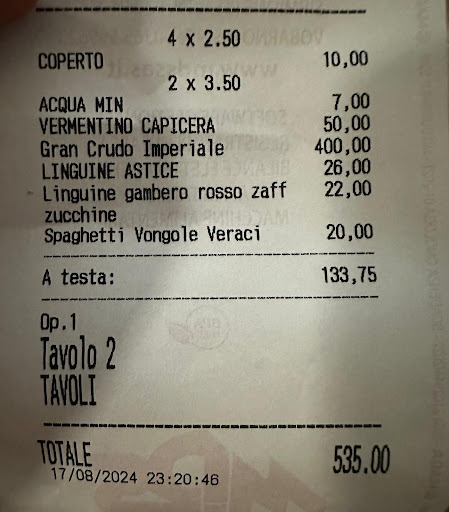 4 x 2.50
COPERTO 10,00
2 x 3.50
ACQUA MIN 7,00
VERMENTINO CAPICERA 50,00
Gran Crudo Imperiale 400,00
LINGUINE ASTICE 26,00
Linguine gambero rosso zaff 22,00
zucchine
Spaghetti Vongole Veraci 20,00
A testa: 133,75
Op.1
Tavolo 2
TAVOLI
TOTALE 535.00
17/08/2024 23:20:46